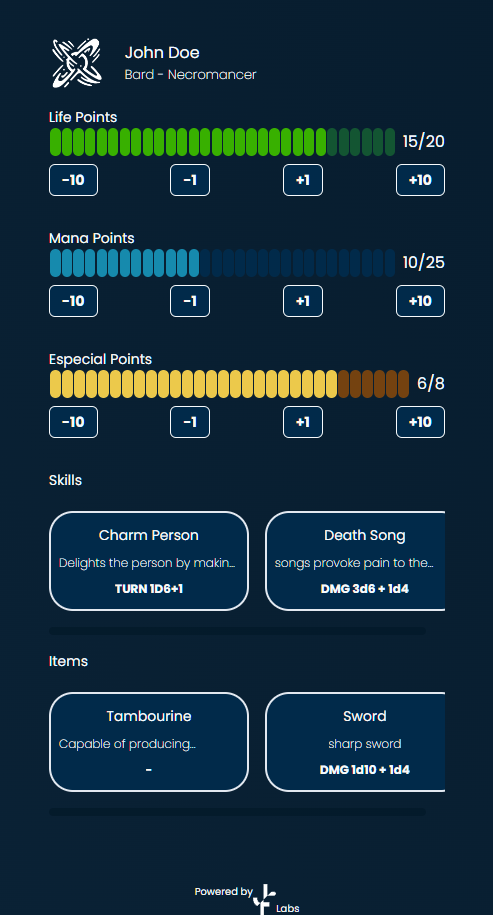 John Doe
Bard - Necromancer
Life Points
15/20
-10 -1 +1 +10
Mana Points
10/25
-10 -1 +1 +10
Especial Points
6/8
-10 -1 +1 +10
Skills
Charm Person Death Song
Delights the person by makin... songs provoke pain to the...
TURN 1D6+1 DMG 3d6 + 1d4
Items
Tambourine Sword
Capable of producing... sharp sword
- DMG 1d10 + 1d4
Powered by
Labs